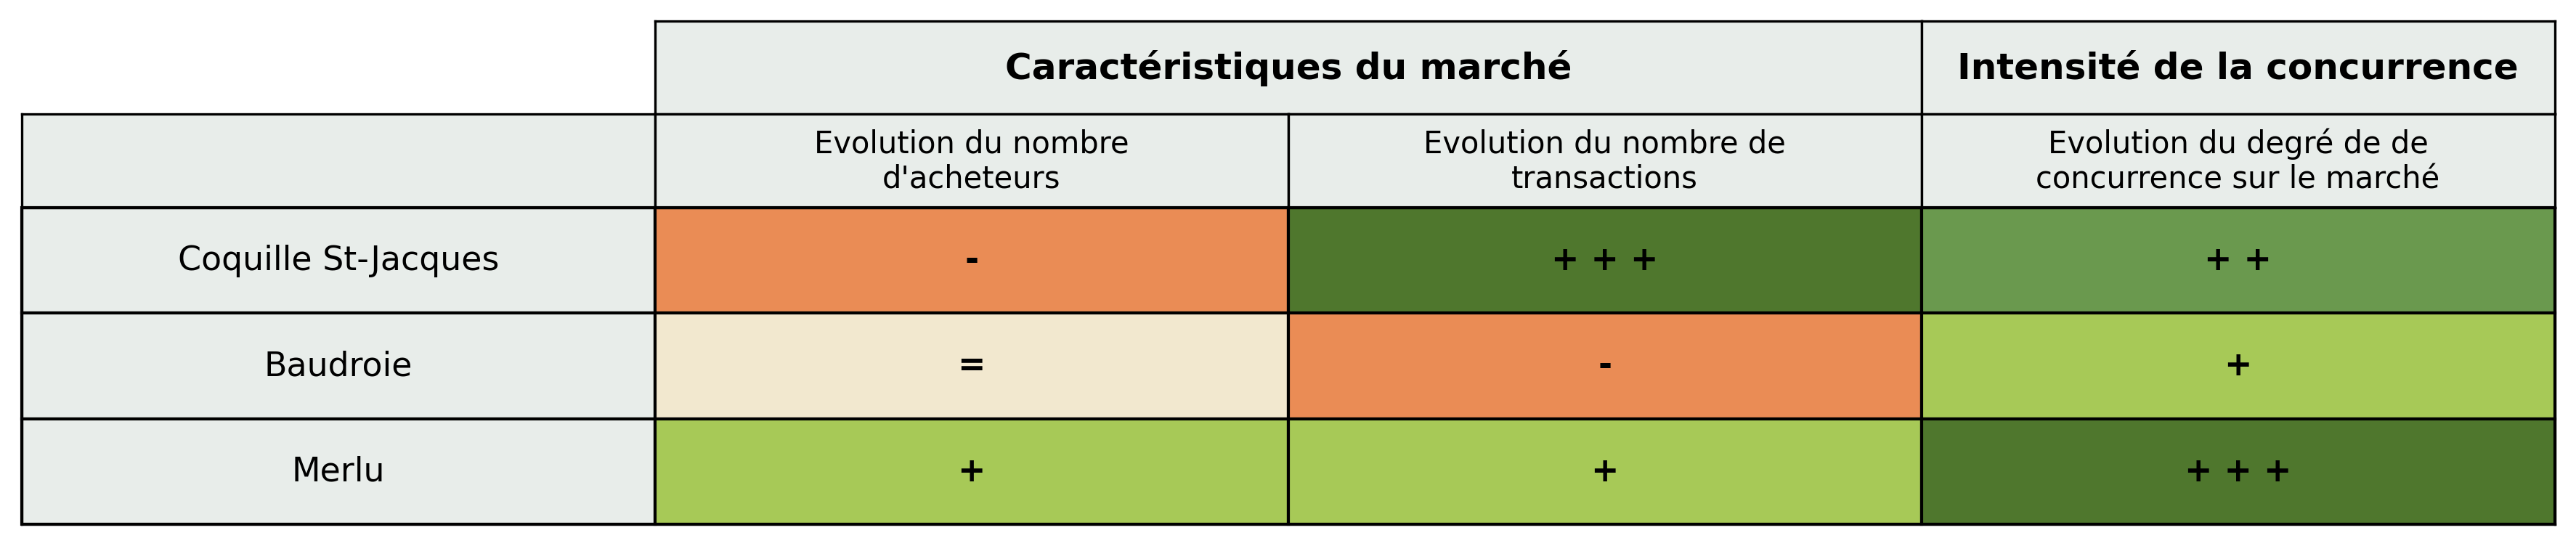 Caractéristiques du marché
Intensité de la concurrence
Evolution du nombre
d'acheteurs
Evolution du nombre de
transactions
Evolution du degré de de
concurrence sur le marché
Coquille St-Jacques
-
+ + +
+ +
Baudroie
=
-
+
Merlu
+
+
+ + +